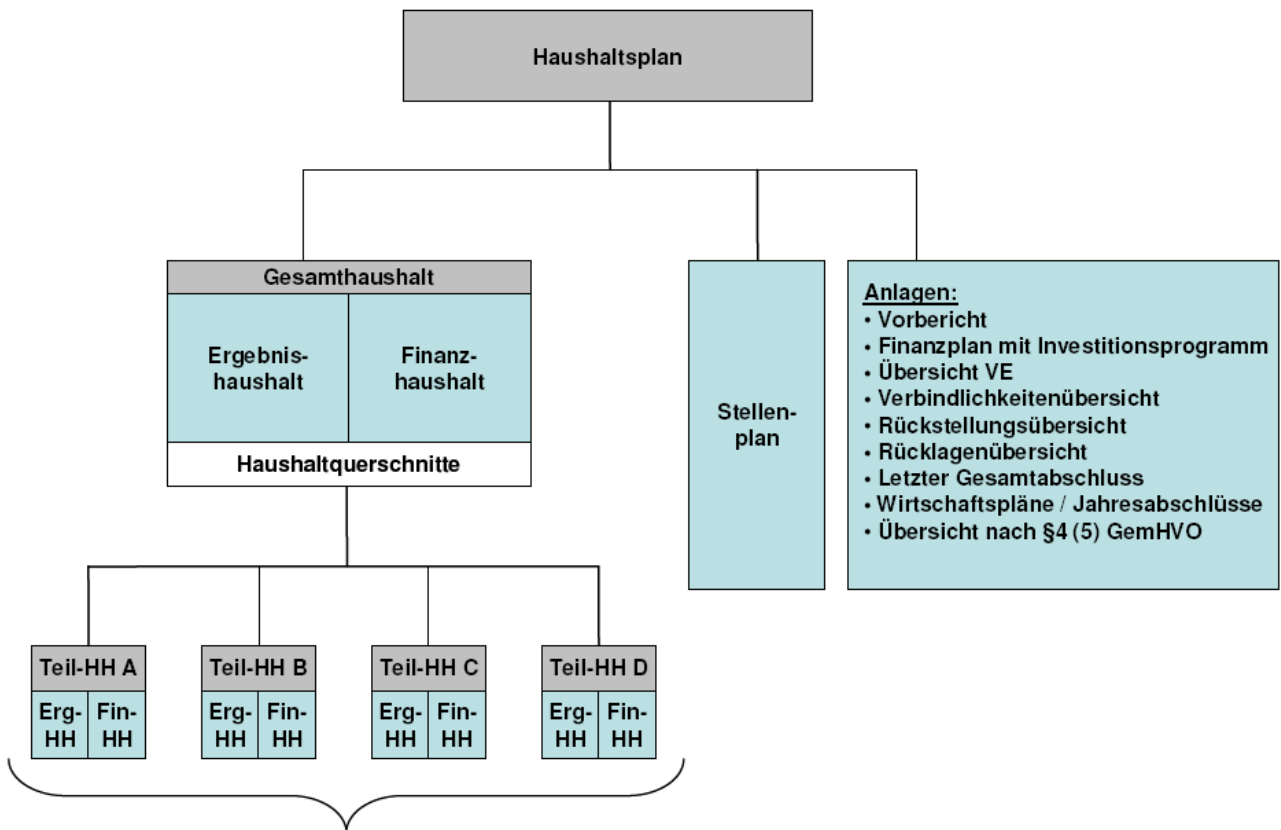 Haushaltsplan
Gesamthaushalt
Ergebnis-
haushalt
Finanz-
haushalt
Haushaltquerschnitte
Stellen-
plan
Anlagen:
• Vorbericht
• Finanzplan mit Investitionsprogramm
• Übersicht VE
• Verbindlichkeitenübersicht
• Rückstellungsübersicht
• Rücklagenübersicht
• Letzter Gesamtabschluss
• Wirtschaftspläne / Jahresabschlüsse
• Übersicht nach §4 (5) GemHVO
Teil-HH A
Erg-
HH
Fin-
HH
Teil-HH B
Erg-
HH
Fin-
HH
Teil-HH C
Erg-
HH
Fin-
HH
Teil-HH D
Erg-
HH
Fin-
HH